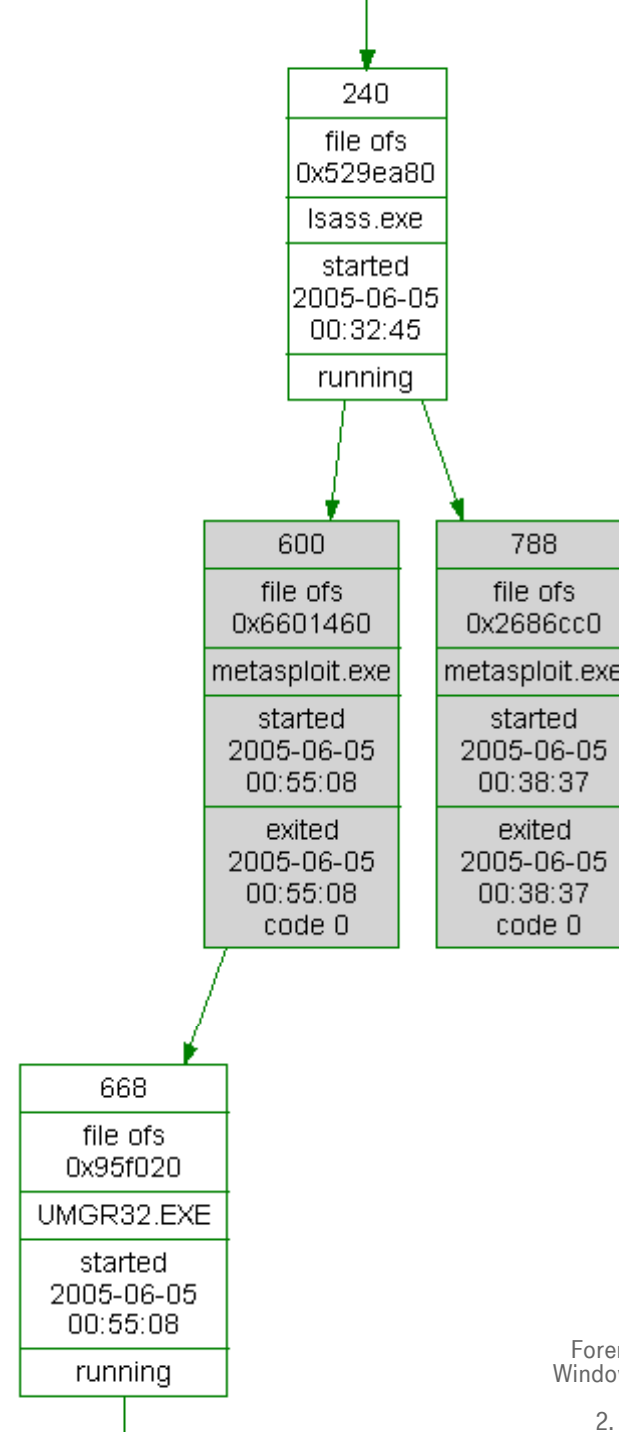 240
file ofs
0x529ea80
lsass.exe
started
2005-06-05
00:32:45
running
600
file ofs
0x6601460
metasploit.exe
started
2005-06-05
00:55:08
exited
2005-06-05
00:55:08
code 0
788
file ofs
0x2686cc0
metasploit.exe
started
2005-06-05
00:38:37
exited
2005-06-05
00:38:37
code 0
668
file ofs
0x95f020
UMGR32.EXE
started
2005-06-05
00:55:08
running
2.